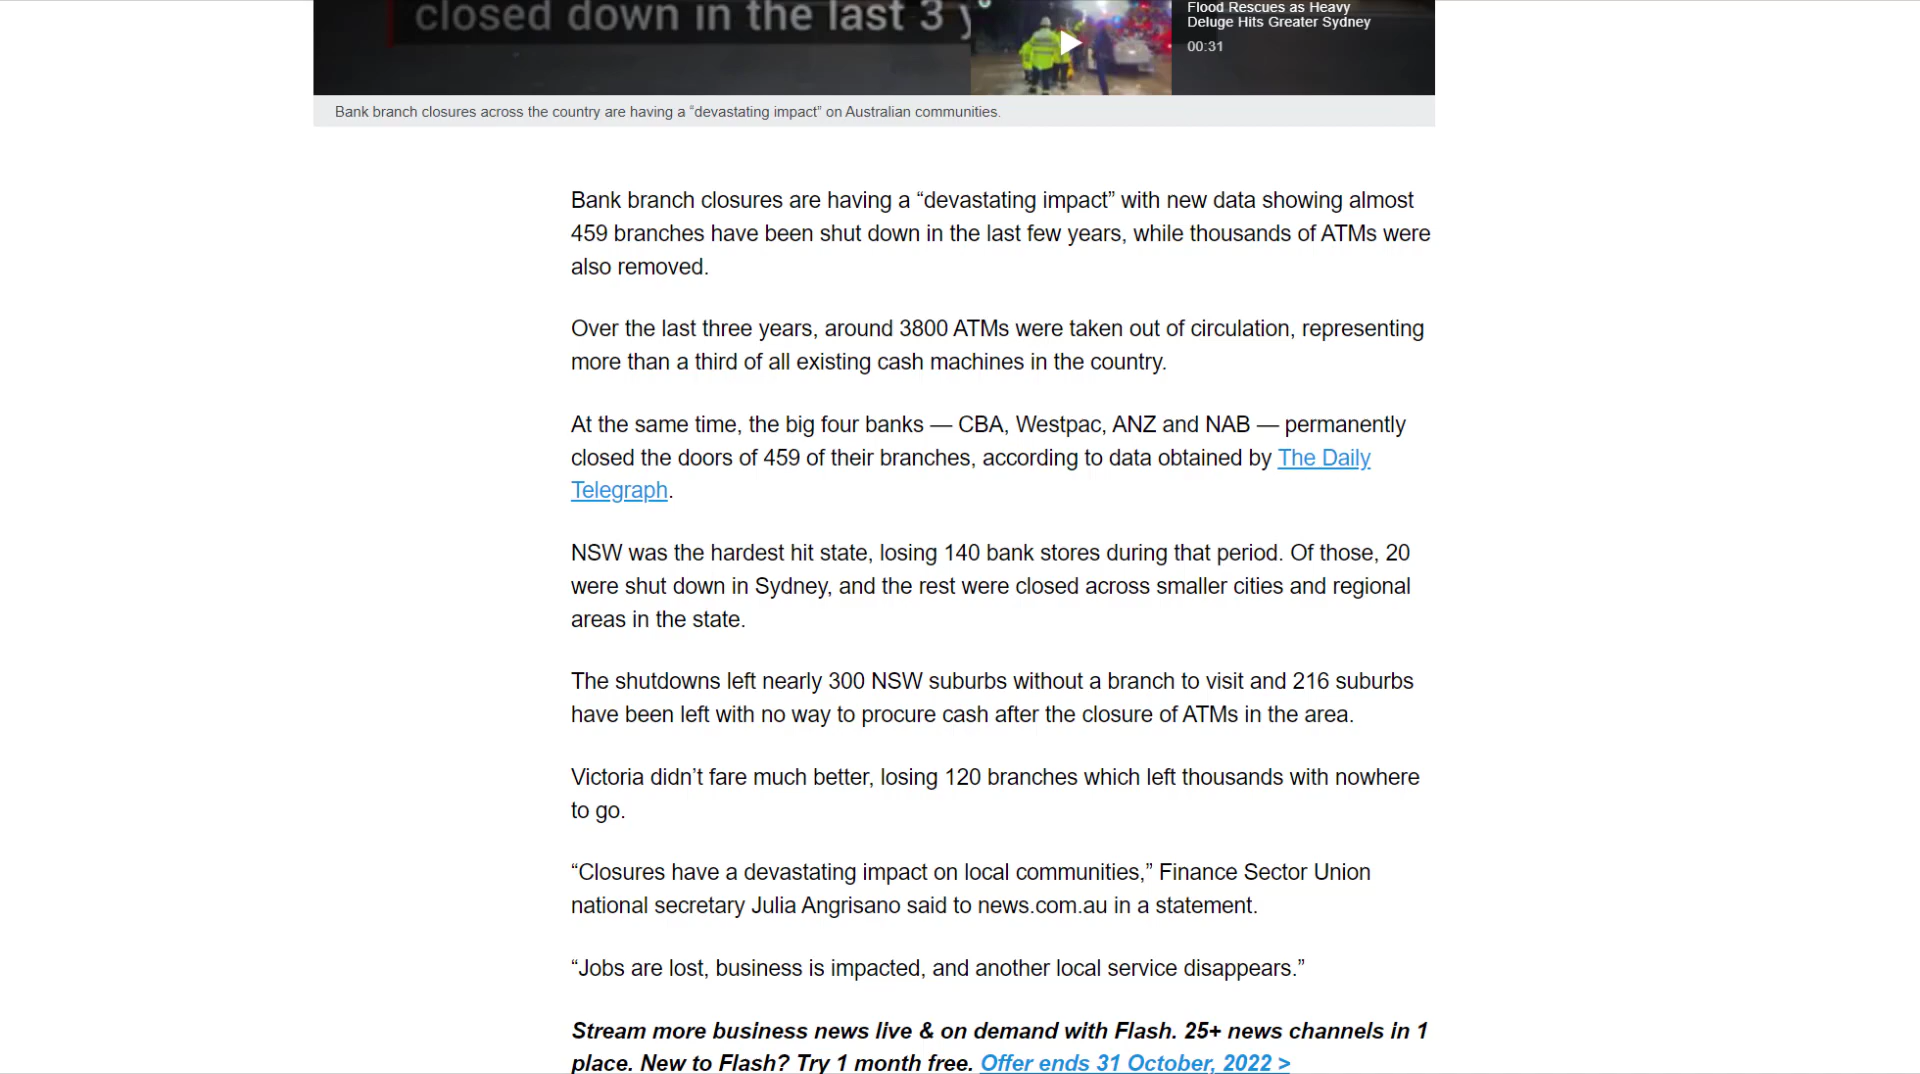 closed down in the last 3 y
Flood Rescues as Heavy
Deluge Hits Greater Sydney
00:31
Bank branch closures across the country are having a “devastating impact” on Australian communities.
Bank branch closures are having a “devastating impact” with new data showing almost
459 branches have been shut down in the last few years, while thousands of ATMs were
also removed.
Over the last three years, around 3800 ATMs were taken out of circulation, representing
more than a third of all existing cash machines in the country.
At the same time, the big four banks — CBA, Westpac, ANZ and NAB — permanently
closed the doors of 459 of their branches, according to data obtained by The Daily
Telegraph.
NSW was the hardest hit state, losing 140 bank stores during that period. Of those, 20
were shut down in Sydney, and the rest were closed across smaller cities and regional
areas in the state.
The shutdowns left nearly 300 NSW suburbs without a branch to visit and 216 suburbs
have been left with no way to procure cash after the closure of ATMs in the area.
Victoria didn’t fare much better, losing 120 branches which left thousands with nowhere
to go.
“Closures have a devastating impact on local communities,” Finance Sector Union
national secretary Julia Angrisano said to news.com.au in a statement.
“Jobs are lost, business is impacted, and another local service disappears.”
Stream more business news live & on demand with Flash. 25+ news channels in 1
place. New to Flash? Try 1 month free. Offer ends 31 October, 2022 >